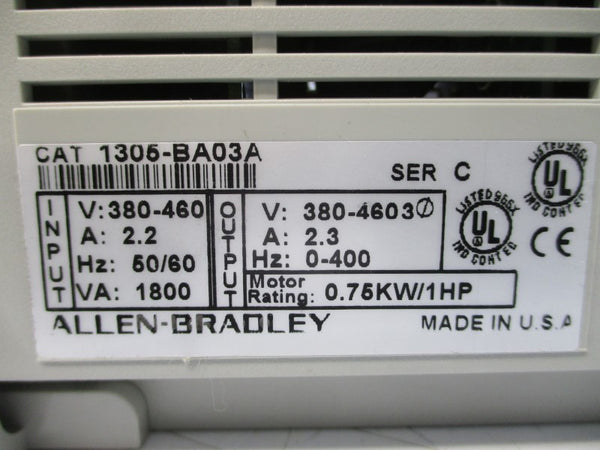 CAT 1305-BA03A
SER C
LISTED 966X
UL
IND CONT EQ
LISTED 966X
UL
IND CONT EQ
CE
INPUT
V: 380-460
A: 2.2
Hz: 50/60
VA: 1800
OUTPUT
V: 380-460 3Ø
A: 2.3
Hz: 0-400
Motor Rating: 0.75KW/1HP
ALLEN-BRADLEY
MADE IN U.S.A